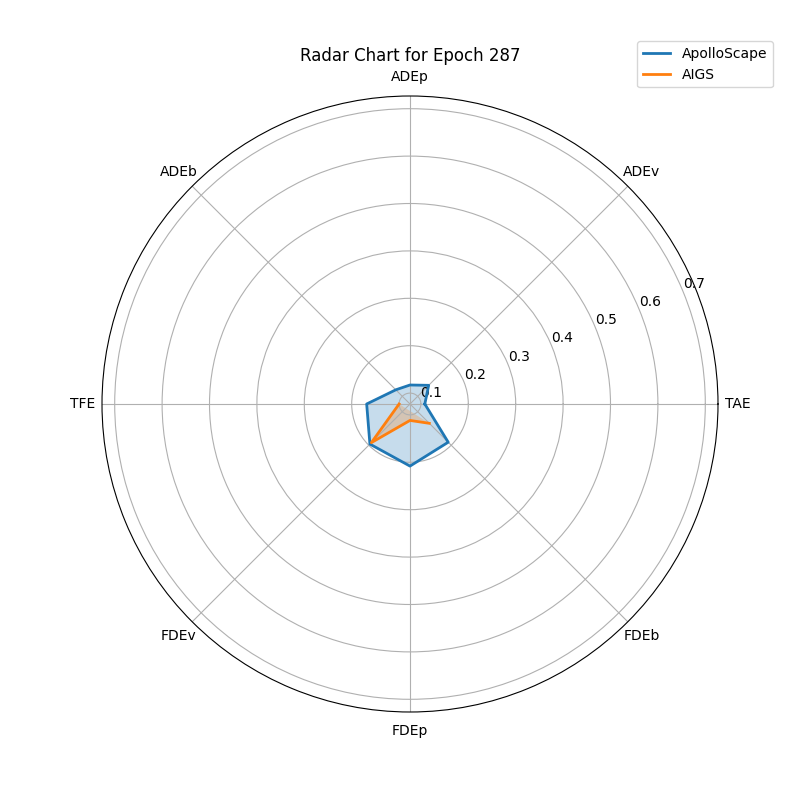 Radar Chart for Epoch 287
ApolloScape
AIGS
ADEp
ADEb
ADEv
0.7
0.6
0.5
0.4
0.3
0.2
0.1
TFE
TAE
FDEv
FDEb
FDEp